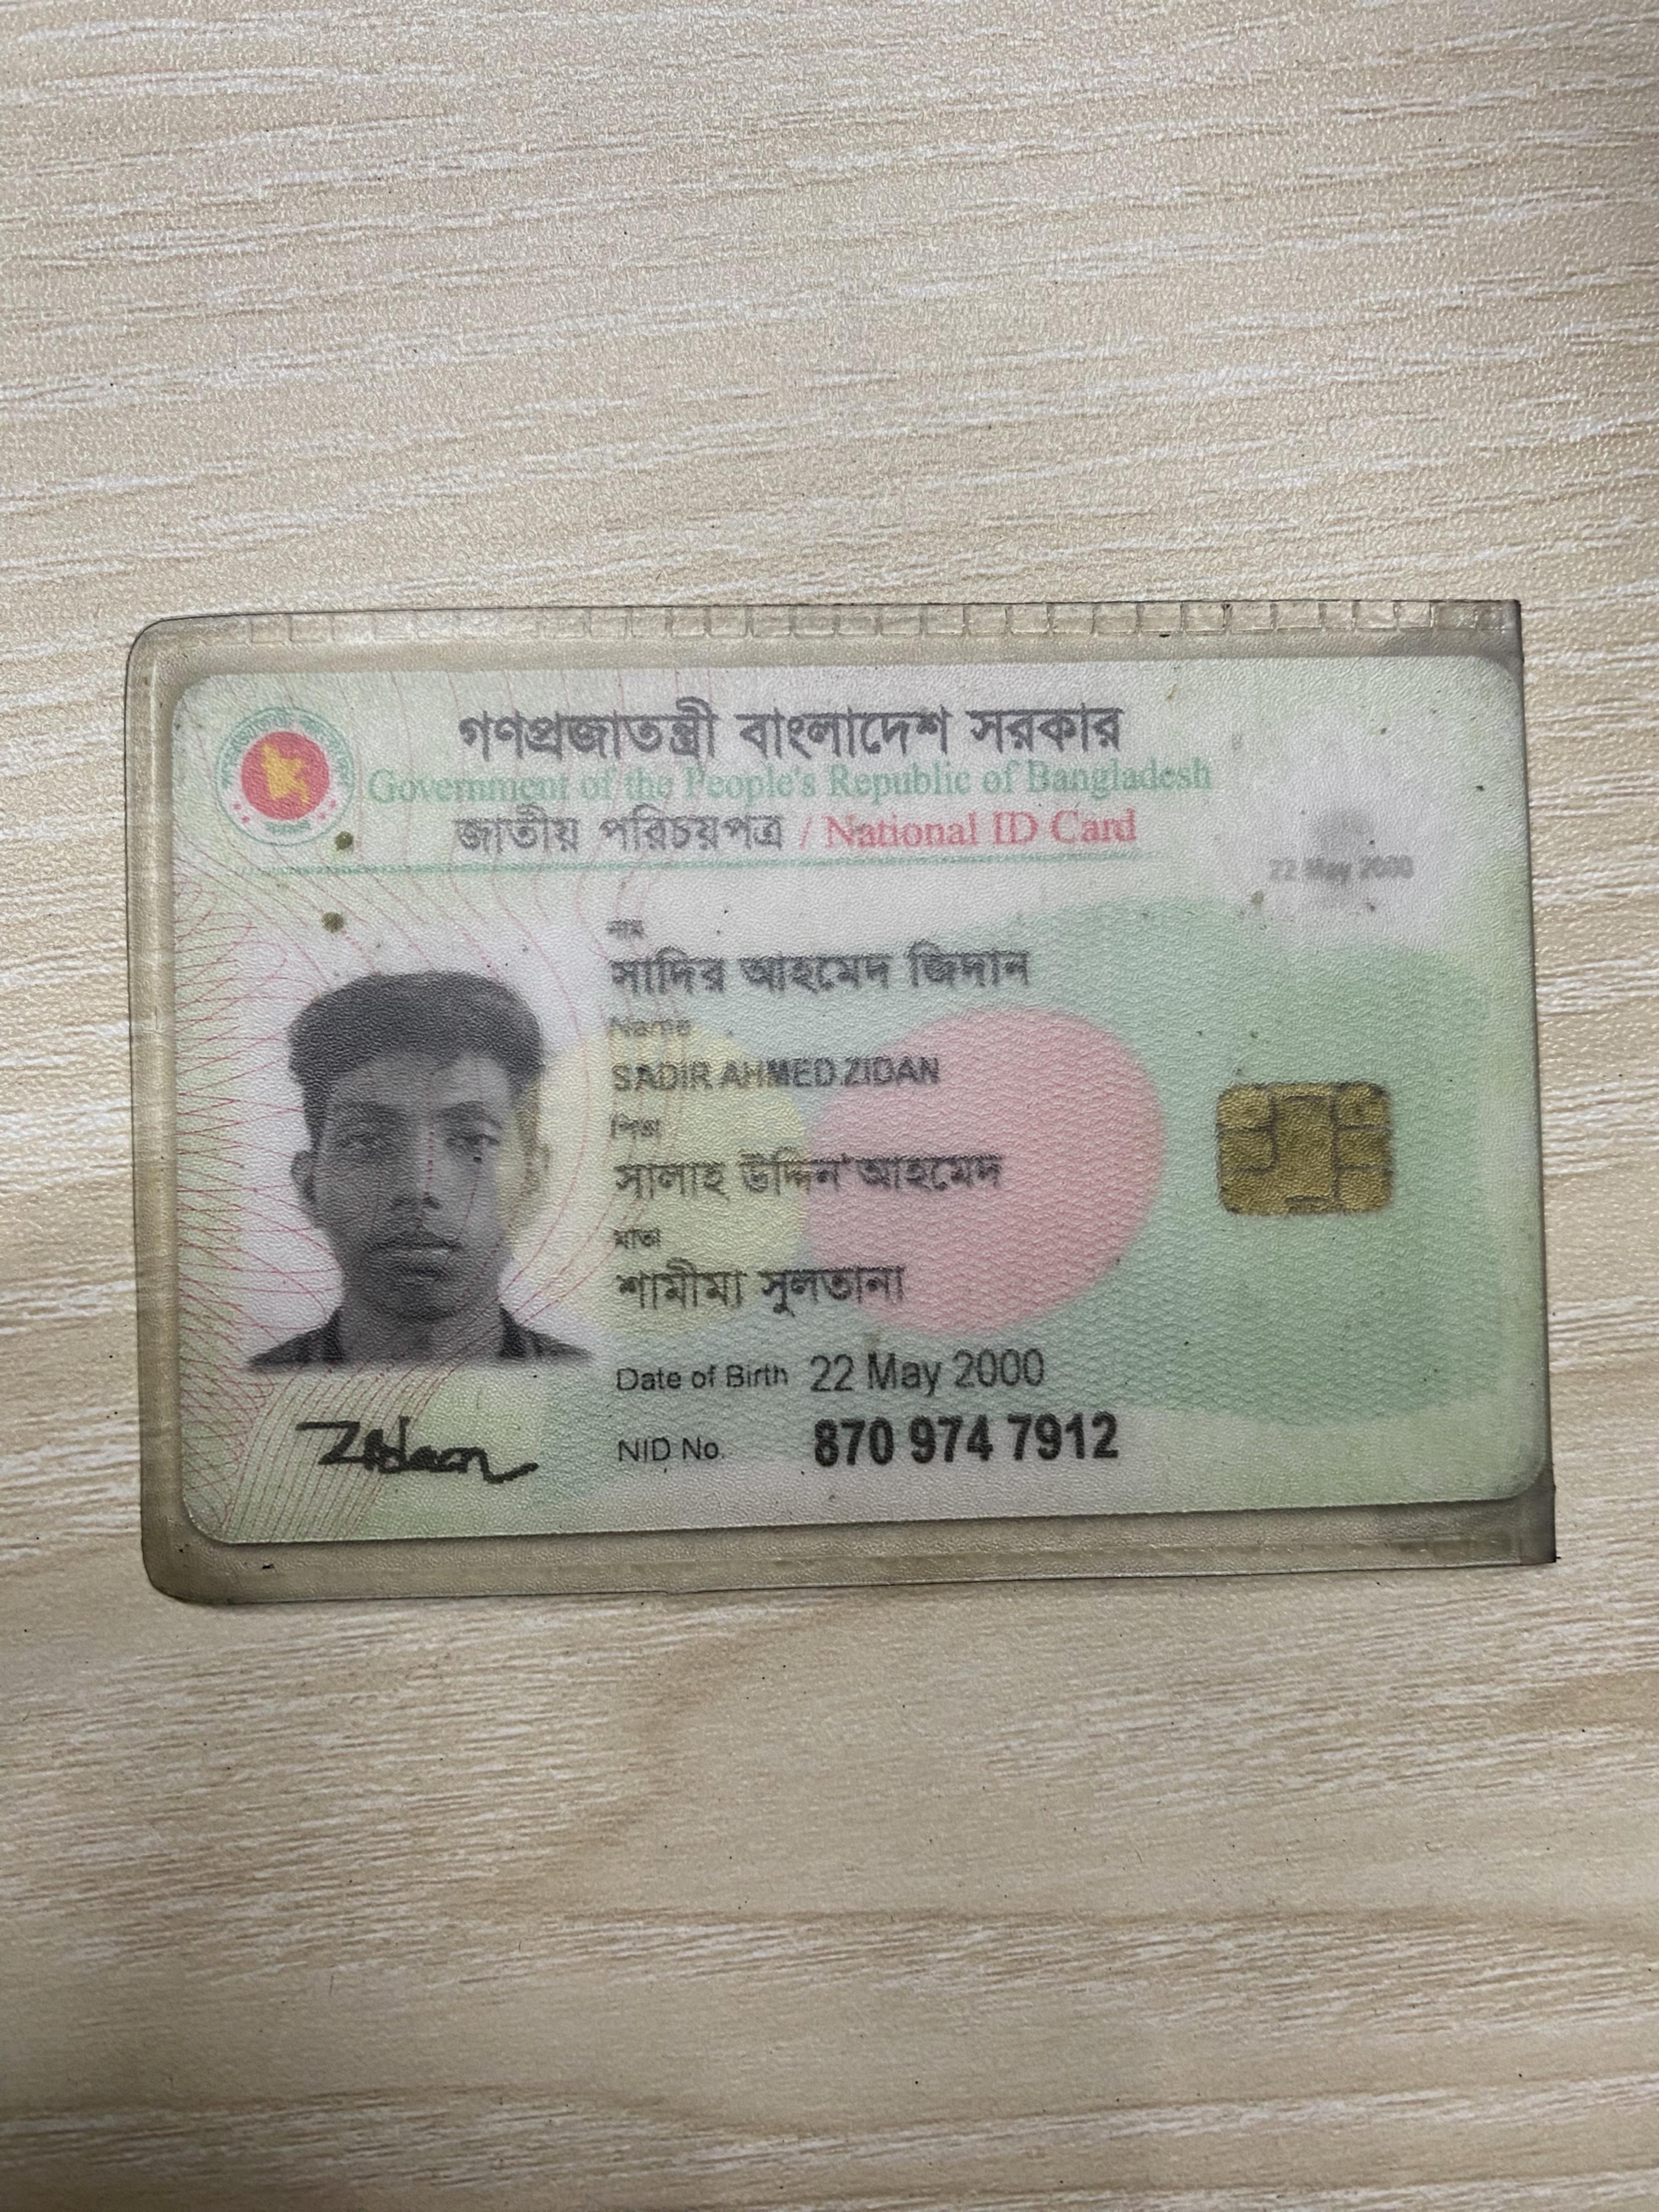 গণপ্রজাতন্ত্রী বাংলাদেশ সরকার
Government of the People's Republic of Bangladesh
জাতীয় পরিচয়পত্র / National ID Card
22 May 2000
নাম
সাদির আহমেদ জিদান
Name
SADIR AHMED ZIDAN
পিতা
সালাহ উদ্দিন আহমেদ
মাতা
শামীমা সুলতানা
Date of Birth 22 May 2000
NID No. 870 974 7912
Zidan